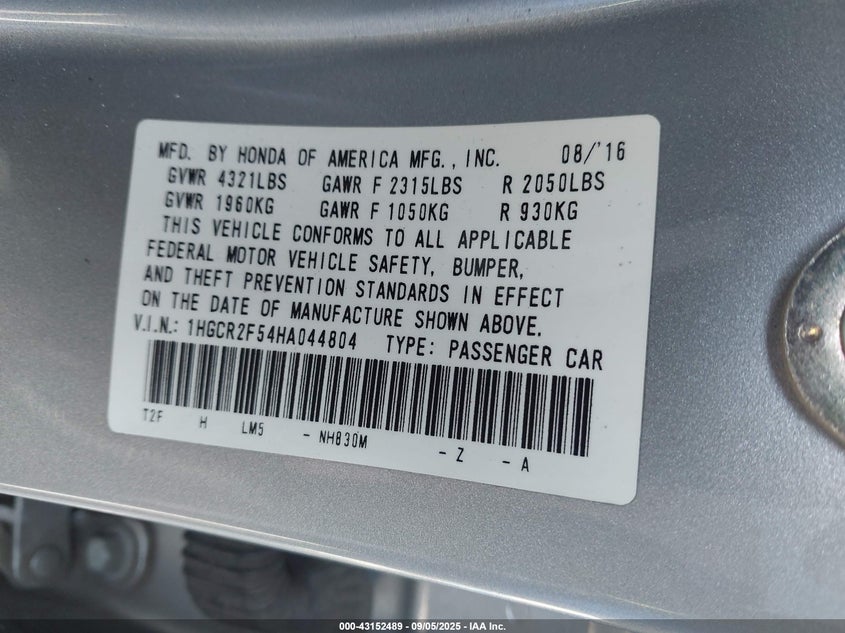 MFD. BY HONDA OF AMERICA MFG., INC. 08/'16
GVWR 4321LBS GAWR F 2315LBS R 2050LBS
GVWR 1960KG GAWR F 1050KG R 930KG
THIS VEHICLE CONFORMS TO ALL APPLICABLE
FEDERAL MOTOR VEHICLE SAFETY, BUMPER,
AND THEFT PREVENTION STANDARDS IN EFFECT
ON THE DATE OF MANUFACTURE SHOWN ABOVE.
V.I.N.: 1HGCR2F54HA044804 TYPE: PASSENGER CAR
T2F H LM5 - NH830M - Z - A
000-43152489 - 09/05/2025 - IAA Inc.